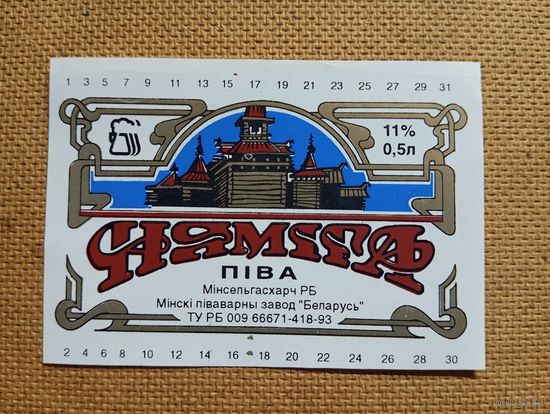 1 3 5 7 9 11 13 15 17 19 21 23 25 27 29 31
11%
0,5л
НЯМІГА
ПІВА
Мінсельгасхарч РБ
Мінскі піваварны завод "Беларусь"
ТУ РБ 009 66671-418-93
2 4 6 8 10 12 14 16 18 20 22 24 26 28 30